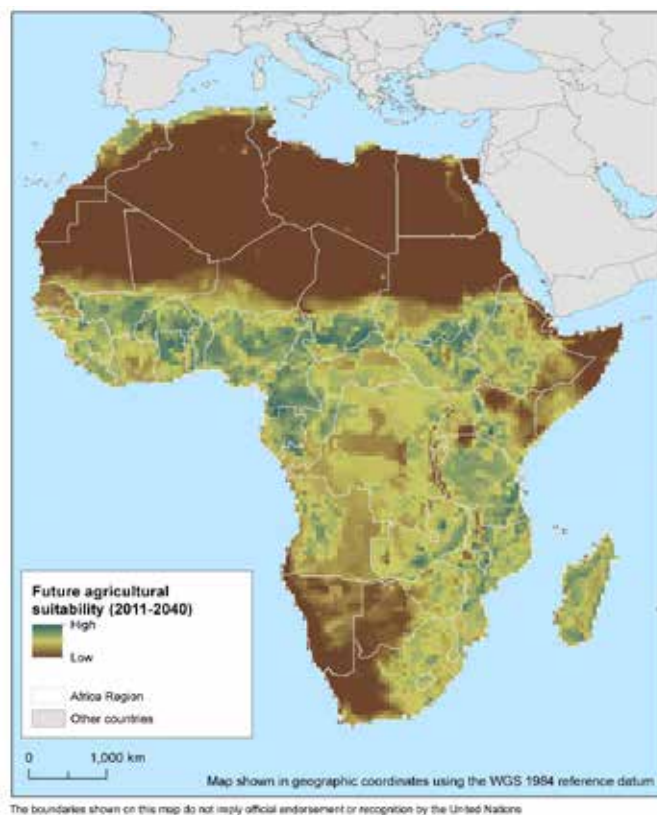 Future agricultural
suitability (2011-2040)
High
Low
Africa Region
Other countries
0 1,000 km
Map shown in geographic coordinates using the WGS 1984 reference datum
The boundaries shown on this map do not imply official endorsement or recognition by the United Nations